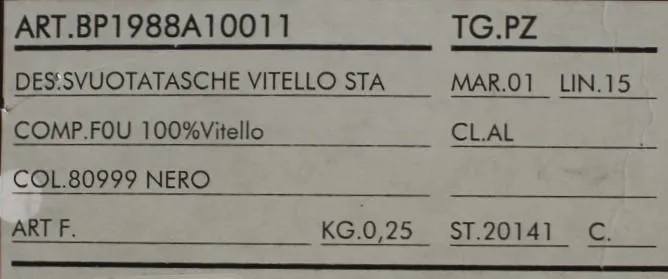 ART.BP1988A10011 TG.PZ
DES.SVUOTATASCHE VITELLO STA MAR.01 LIN.15
COMP.F0U 100%Vitello CL.AL
COL.80999 NERO
ART F. KG.0,25 ST.20141 C.